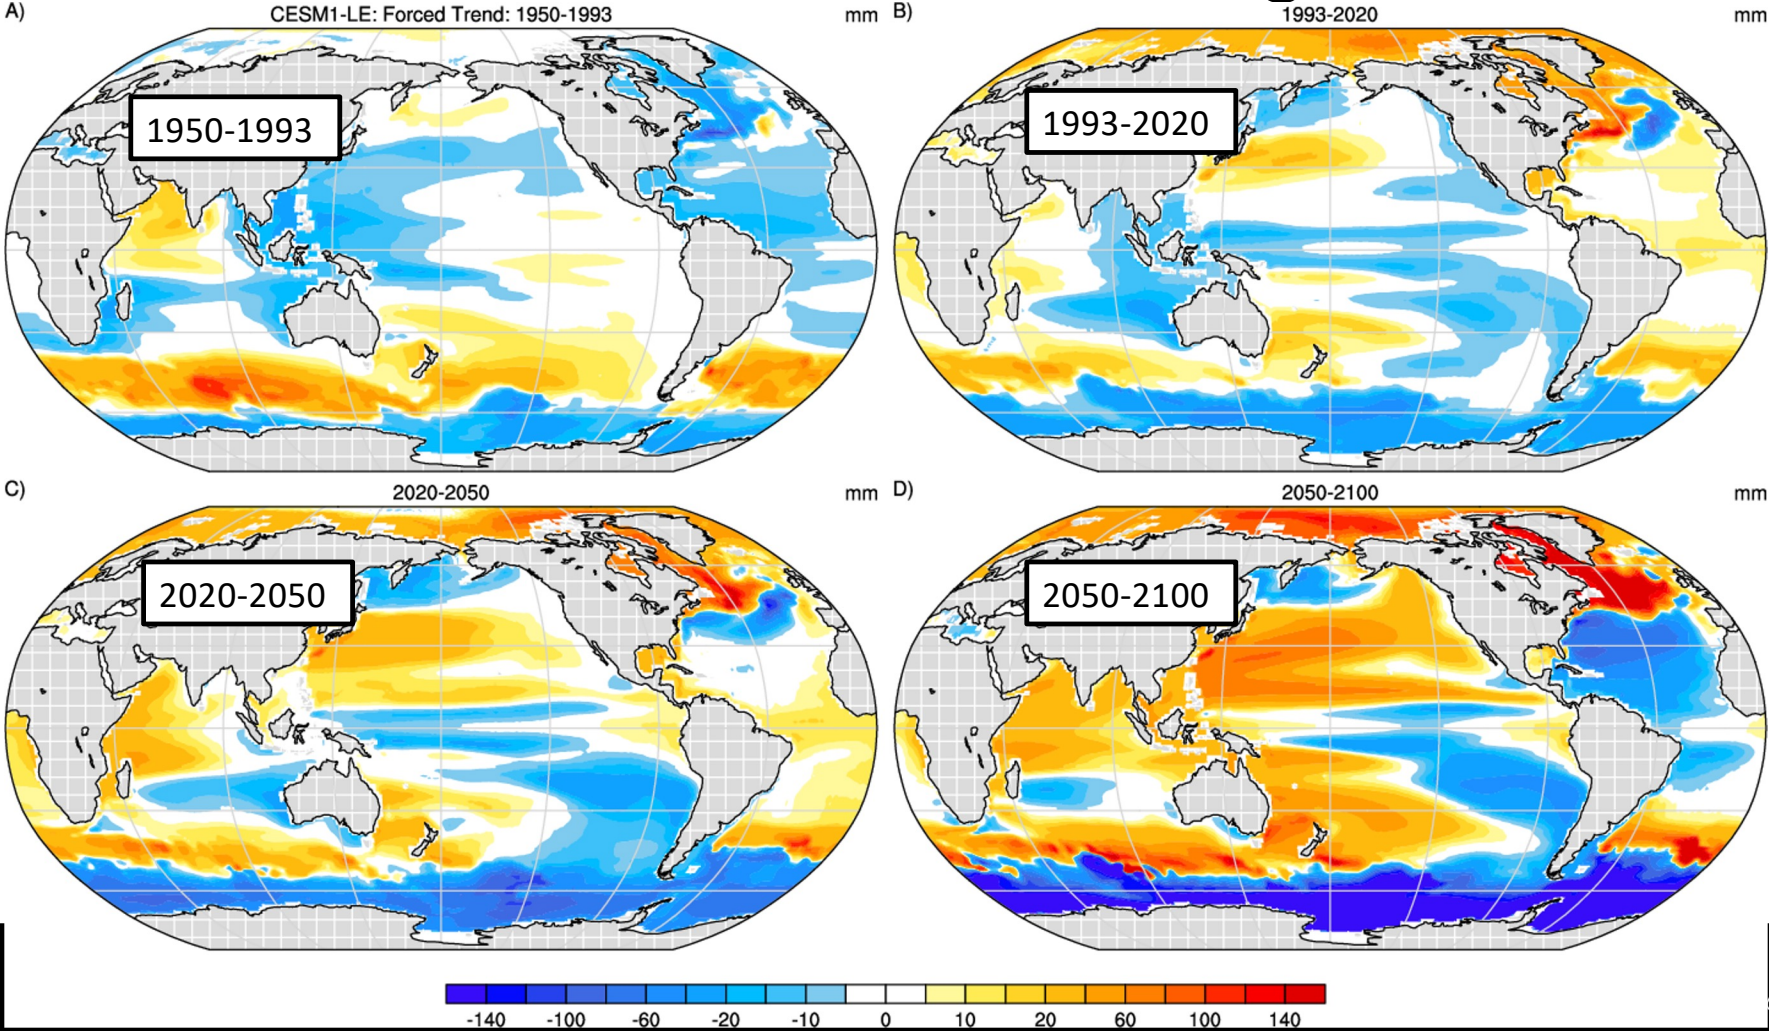 A) CESM1-LE: Forced Trend: 1950-1993 mm
B) 1993-2020 mm
1950-1993
1993-2020
C) 2020-2050 mm
D) 2050-2100 mm
2020-2050
2050-2100
-140 -100 -60 -20 -10 0 10 20 60 100 140